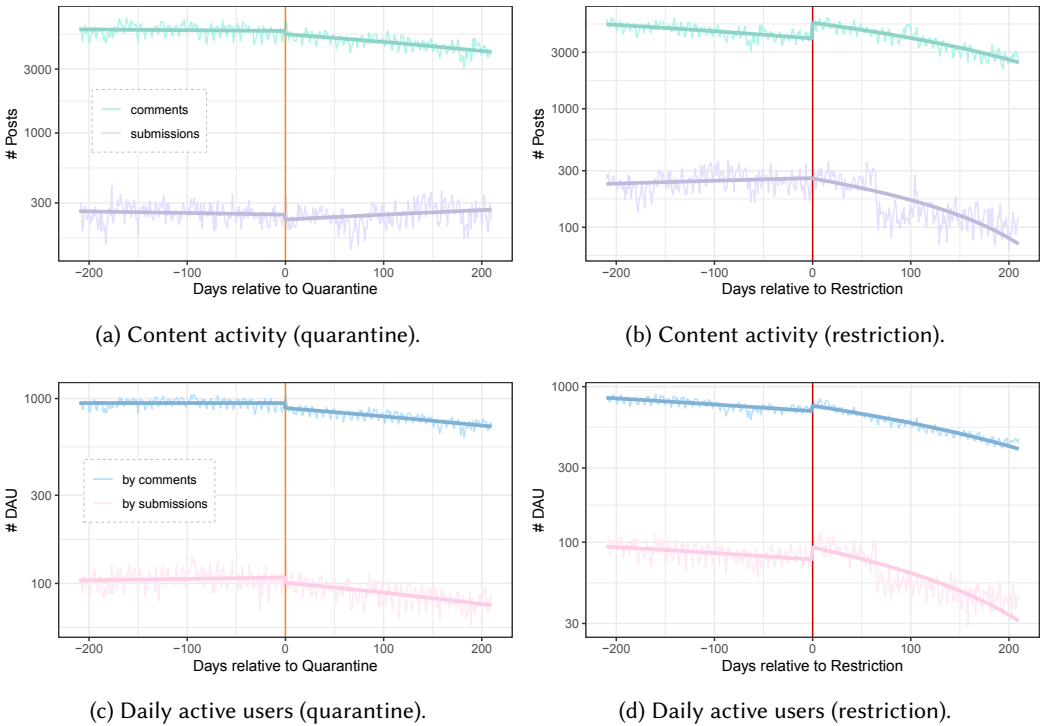 3000
1000
300
# Posts
comments
submissions
−200
−100
0
100
200
Days relative to Quarantine
(a) Content activity (quarantine).
3000
1000
300
100
# Posts
−200
−100
0
100
200
Days relative to Restriction
(b) Content activity (restriction).
1000
300
100
# DAU
by comments
by submissions
−200
−100
0
100
200
Days relative to Quarantine
(c) Daily active users (quarantine).
1000
300
100
30
# DAU
−200
−100
0
100
200
Days relative to Restriction
(d) Daily active users (restriction).